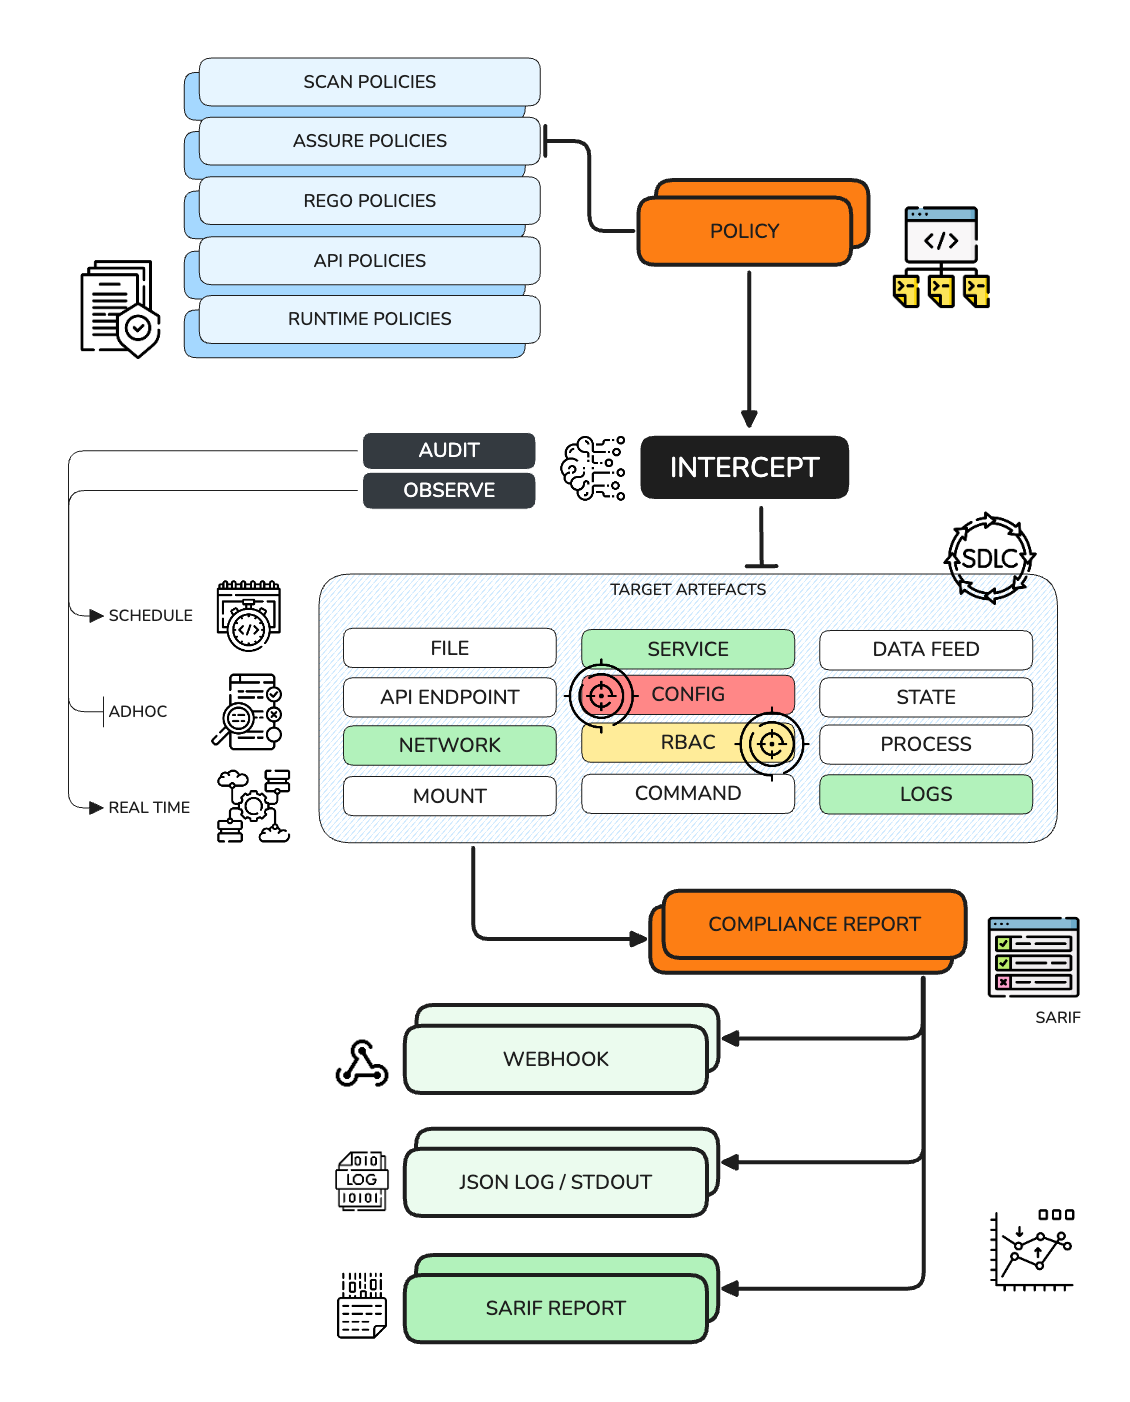 SCAN POLICIES
ASSURE POLICIES
REGO POLICIES
API POLICIES
RUNTIME POLICIES
POLICY
AUDIT
OBSERVE
INTERCEPT
SDLC
SCHEDULE
ADHOC
REAL TIME
TARGET ARTEFACTS
FILE
SERVICE
DATA FEED
API ENDPOINT
CONFIG
STATE
NETWORK
RBAC
PROCESS
MOUNT
COMMAND
LOGS
COMPLIANCE REPORT
SARIF
WEBHOOK
LOG
JSON LOG / STDOUT
SARIF REPORT